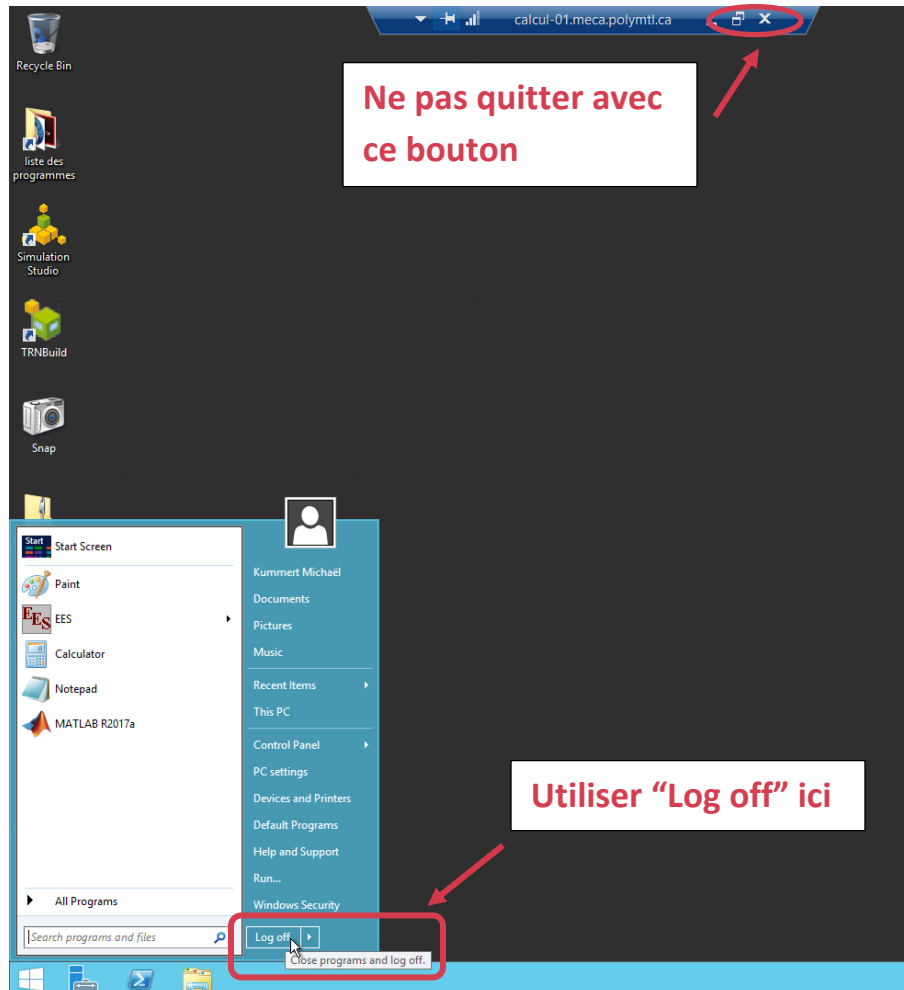 calcul-01.meca.polymtl.ca
Recycle Bin
Ne pas quitter avec
ce bouton
liste des
programmes
Simulation
Studio
TRNBuild
Snap
Start
Start Screen
Paint
EES
EES
Calculator
Notepad
MATLAB R2017a
All Programs
Search programs and files
Kummert Michaël
Documents
Pictures
Music
Recent Items
This PC
Control Panel
PC settings
Devices and Printers
Default Programs
Help and Support
Run...
Windows Security
Log off
Close programs and log off.
Utiliser “Log off” ici